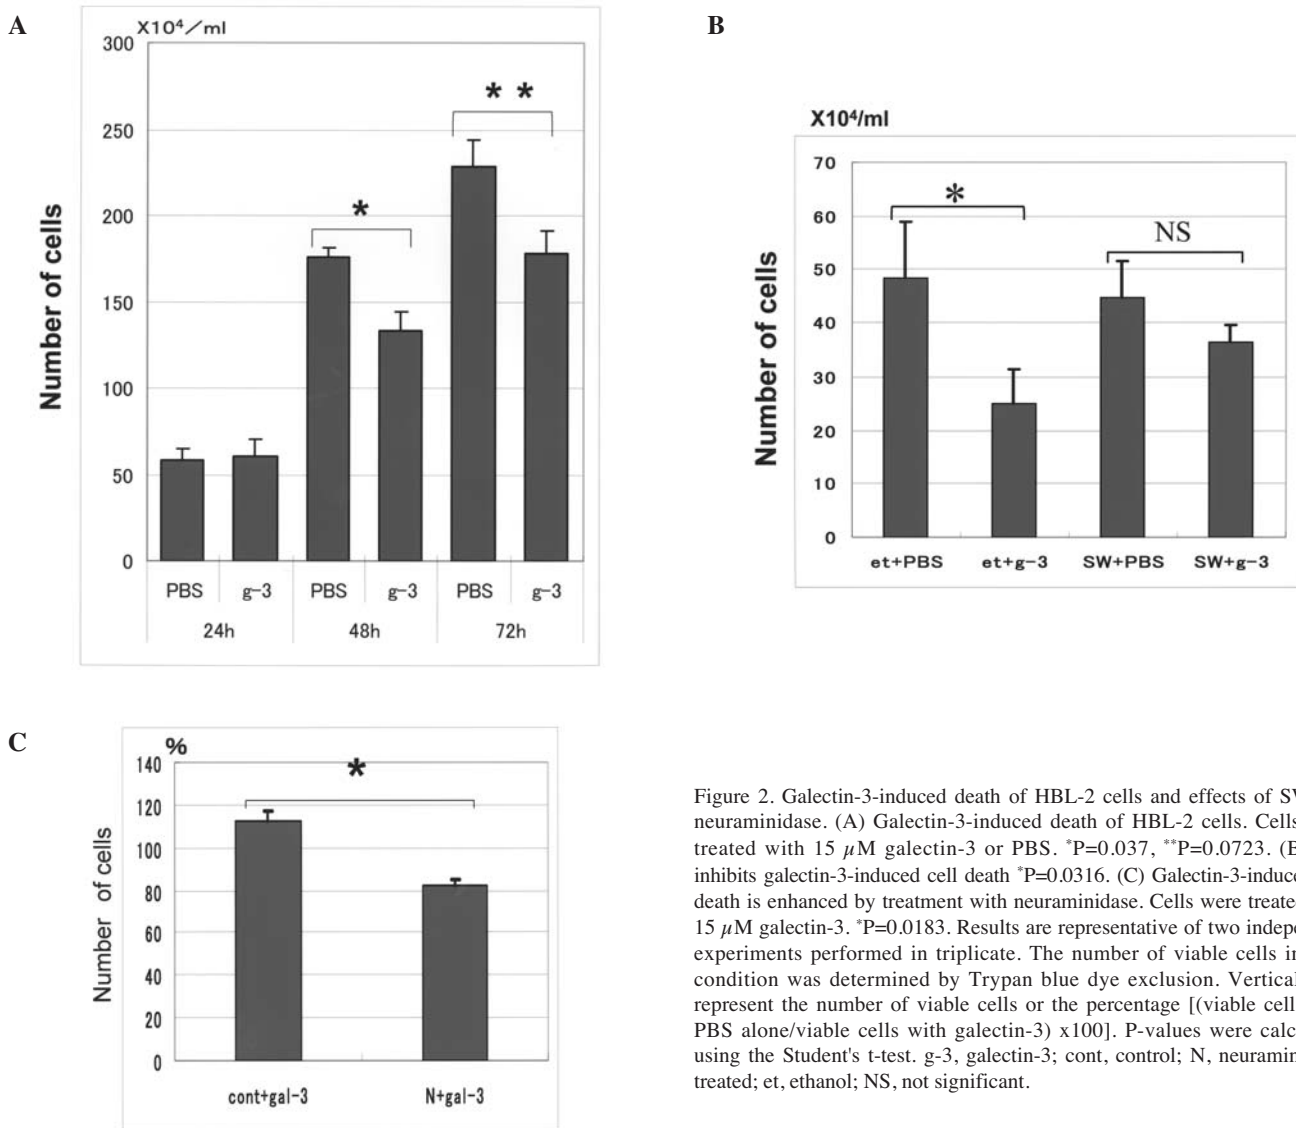 A
X10⁴/ml
300
250
200
150
100
50
0
Number of cells
*
* *
PBS g-3 PBS g-3 PBS g-3
24h 48h 72h
B
X10⁴/ml
70
60
50
40
30
20
10
0
Number of cells
*
NS
et+PBS et+g-3 SW+PBS SW+g-3
C
%
140
120
100
80
60
40
20
0
Number of cells
*
cont+gal-3 N+gal-3
Figure 2. Galectin-3-induced death of HBL-2 cells and effects of SW
neuraminidase. (A) Galectin-3-induced death of HBL-2 cells. Cells
treated with 15 µM galectin-3 or PBS. *P=0.037, **P=0.0723. (B
inhibits galectin-3-induced cell death *P=0.0316. (C) Galectin-3-induce
death is enhanced by treatment with neuraminidase. Cells were treated
15 µM galectin-3. *P=0.0183. Results are representative of two indepe
experiments performed in triplicate. The number of viable cells in
condition was determined by Trypan blue dye exclusion. Vertical
represent the number of viable cells or the percentage [(viable cell
PBS alone/viable cells with galectin-3) x100]. P-values were calc
using the Student's t-test. g-3, galectin-3; cont, control; N, neuramin
treated; et, ethanol; NS, not significant.